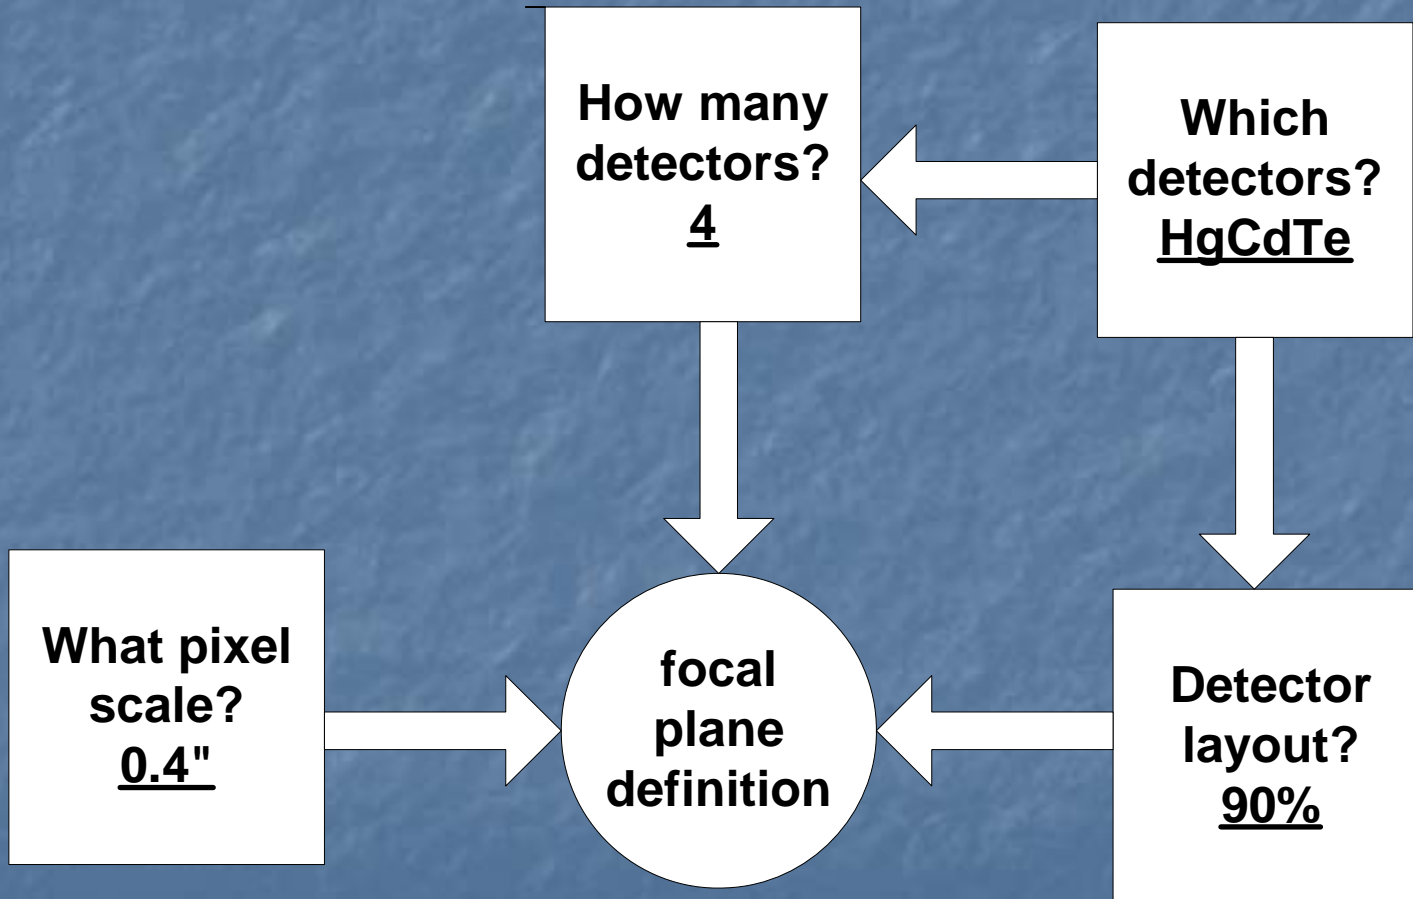 How many
detectors?
4
Which
detectors?
HgCdTe
What pixel
scale?
0.4"
focal
plane
definition
Detector
layout?
90%